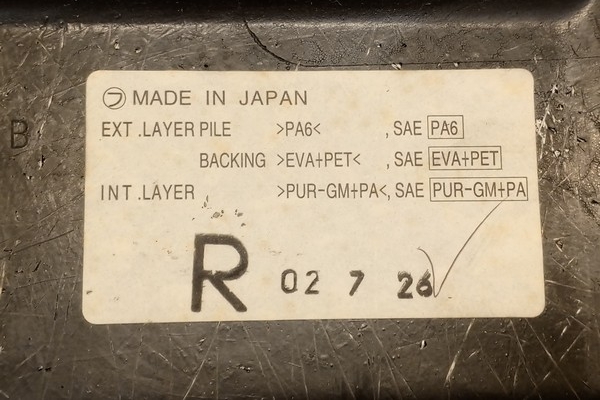 フ MADE IN JAPAN
EXT.LAYER PILE >PA6< , SAE PA6
BACKING >EVA+PET< , SAE EVA+PET
INT.LAYER >PUR-GM+PA<, SAE PUR-GM+PA
R 02 7 26
B